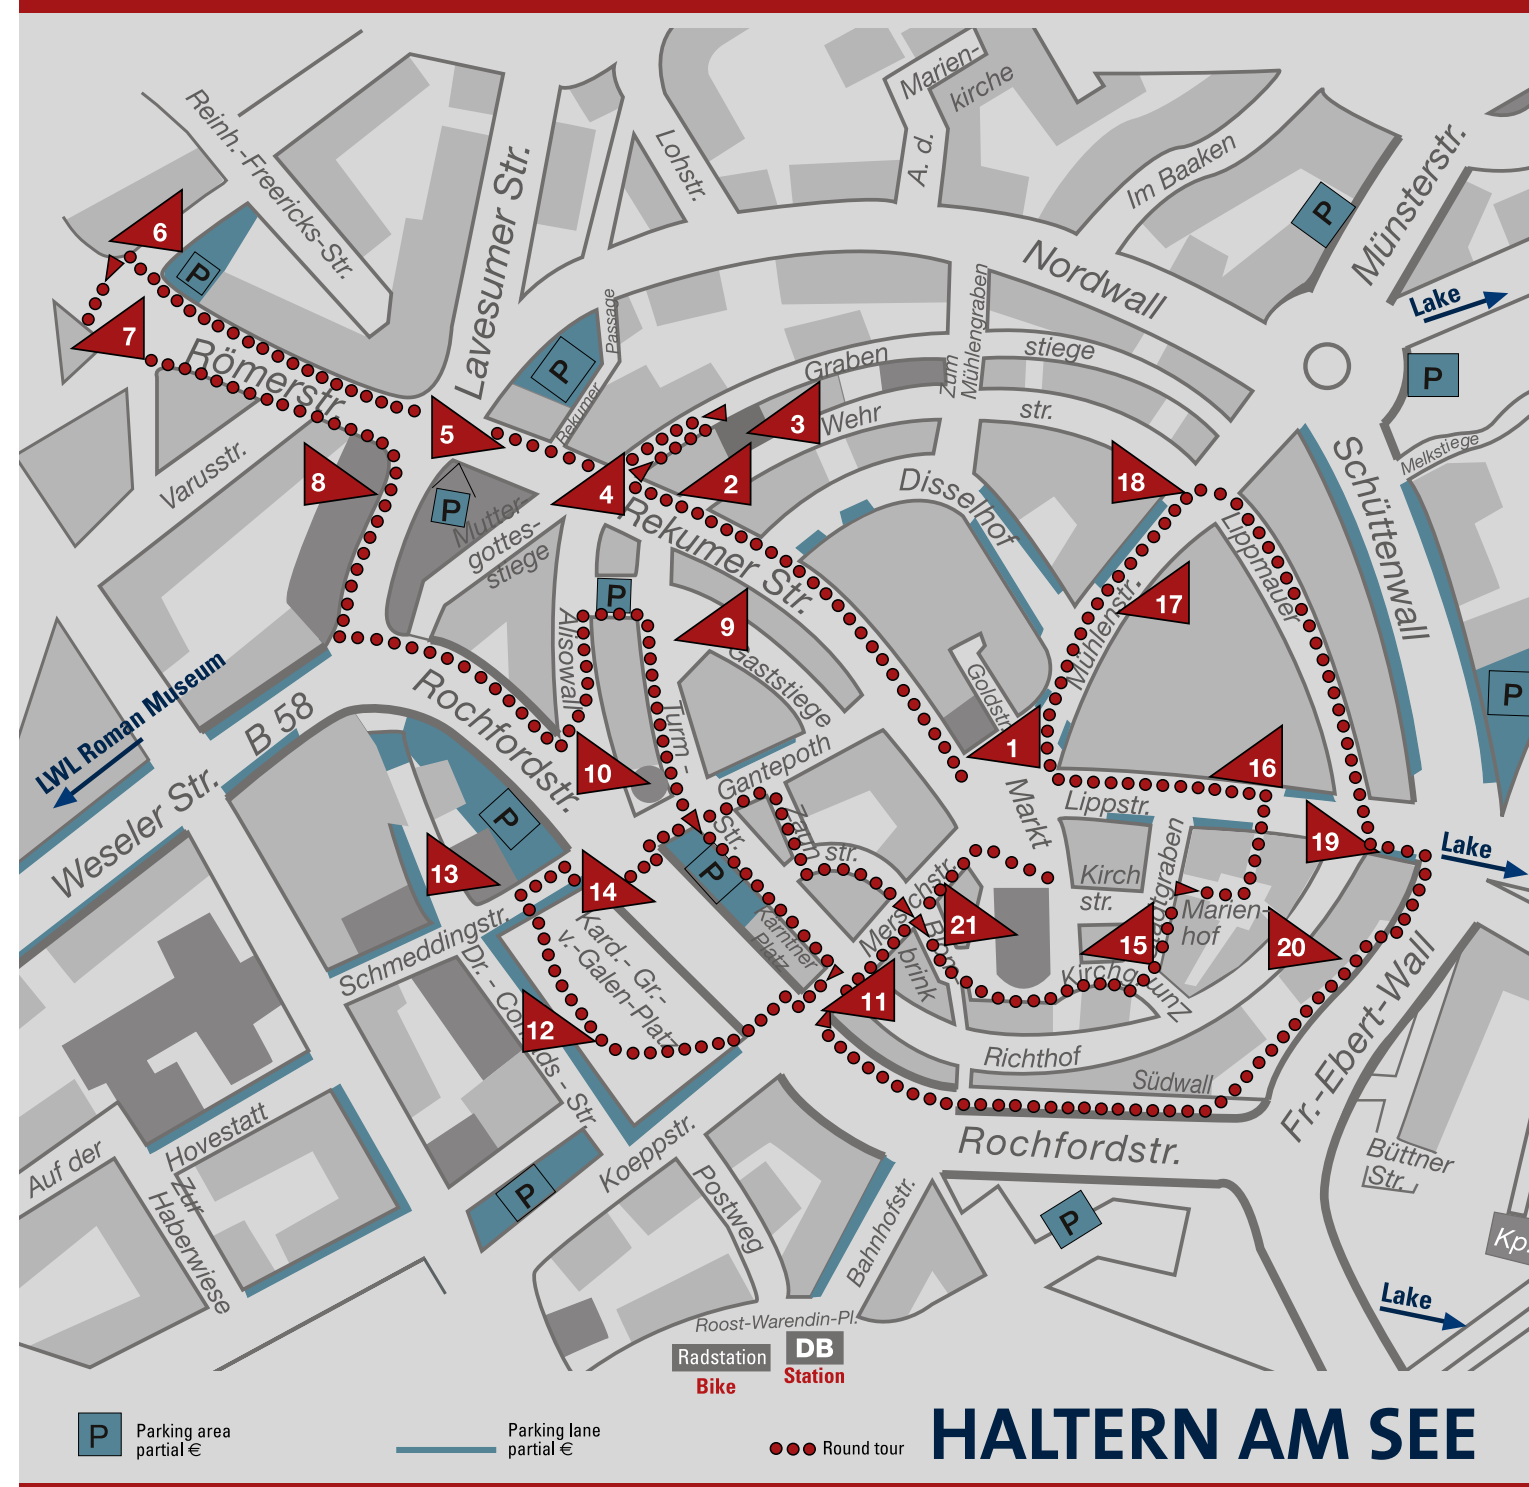 Marien-
kirche
A. d.
Reinh.-Freericks-Str.
Lohstr.
Im Baaken
Münsterstr.
Lavesumer Str.
P
6
P
Nordwall
Lake
Passage
Zum
Mühlengraben
7
Römerstr.
P
Graben
stiege
P
Rekumer
3
Wehr
str.
5
Schüttenwall
Melkstiege
Varusstr.
8
4
2
Disselhof
18
P
Mutter-
gottes-
stiege
Rekumer Str.
Lippmauer
P
Alisowall
9
17
Mühlenstr.
Gaststiege
Goldstr.
LWL Roman Museum
B 58
Rochfordstr.
P
Turm-
Str.
1
10
16
Gantepoth
Markt
Lippstr.
Weseler Str.
P
Zaun
str.
19
Lake
13
14
P
Kirch
str.
Merschstr.
21
Marien-
hof
15
20
Schmeddingstr.
Kard.- Gr.-
v.-Galen-Platz
Kärntner
Platz
brink
12
11
Richthof
Südwall
Fr.-Ebert-Wall
Rochfordstr.
Hovestatt
Auf der
Zur
Haberwiese
P
Koeppstr.
Postweg
Bahnhofstr.
P
Büttner
Str.
Kp.
Lake
Roost-Warendin-Pl.
Radstation
Bike
DB
Station
P
Parking area
partial €
Parking lane
partial €
Round tour
HALTERN AM SEE